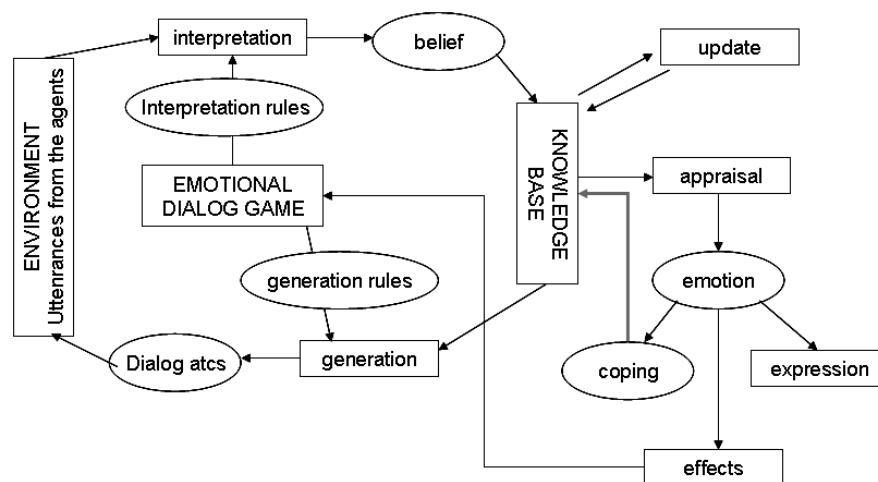 interpretation
belief
update
Interpretation rules
ENVIRONMENT
Uttenrances from the agents
KNOWLEDGE
BASE
EMOTIONAL
DIALOG GAME
appraisal
generation rules
emotion
Dialog atcs
generation
coping
expression
effects